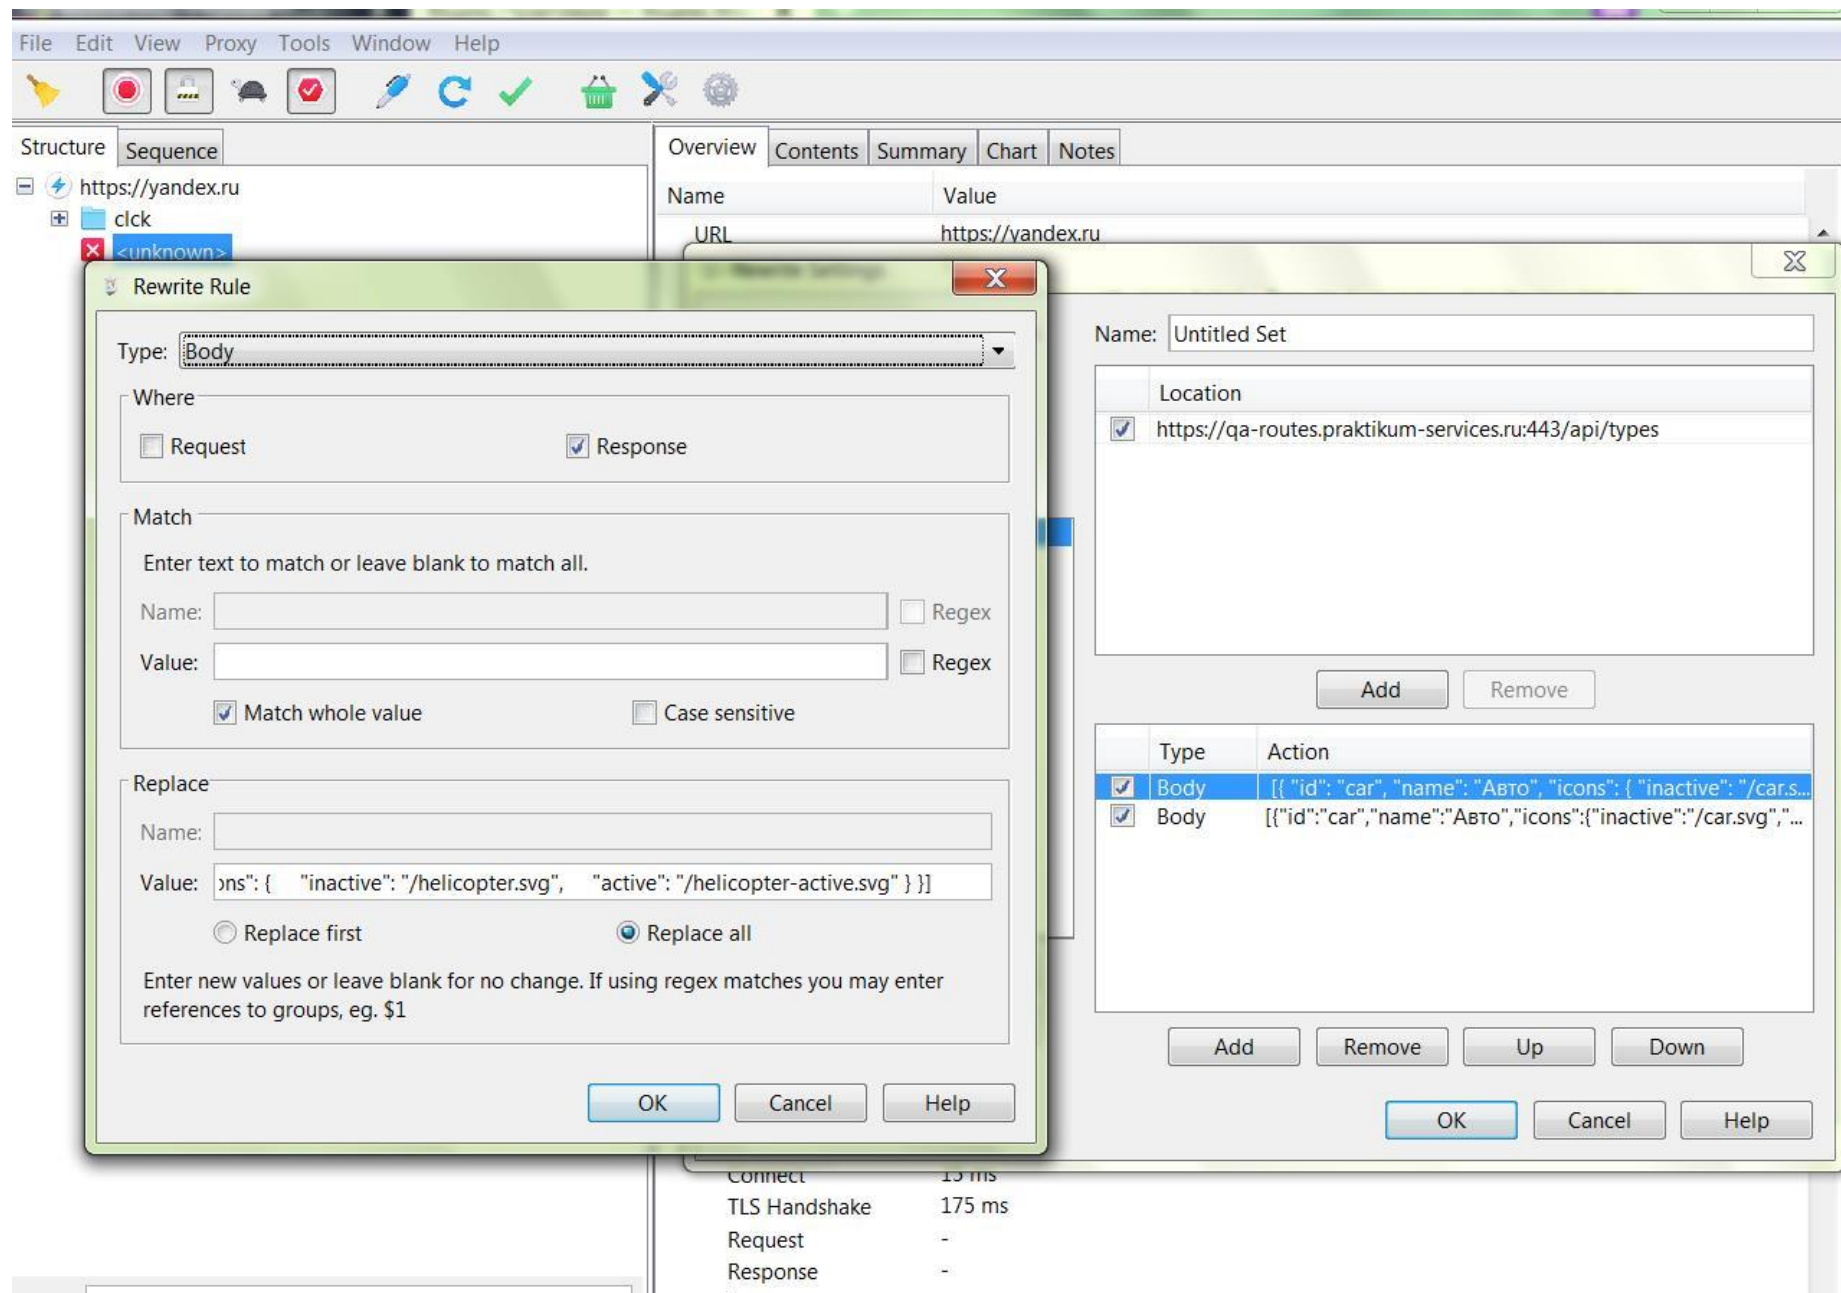 File Edit View Proxy Tools Window Help
Structure Sequence
https://yandex.ru
clck
<unknown>
Overview Contents Summary Chart Notes
Name Value
URL https://yandex.ru
Rewrite Rule
Type: Body
Where
Request Response
Match
Enter text to match or leave blank to match all.
Name: Regex
Value: Regex
Match whole value Case sensitive
Replace
Name:
Value: ons": { "inactive": "/helicopter.svg", "active": "/helicopter-active.svg" } }]
Replace first Replace all
Enter new values or leave blank for no change. If using regex matches you may enter
references to groups, eg. $1
OK Cancel Help
Rewrite Settings
Name: Untitled Set
Location
https://qa-routes.praktikum-services.ru:443/api/types
Add Remove
Type Action
Body [{ "id": "car", "name": "Авто", "icons": { "inactive": "/car.s...
Body [{"id":"car","name":"Авто","icons":{"inactive":"/car.svg","...
Add Remove Up Down
OK Cancel Help
Connect 15 ms
TLS Handshake 175 ms
Request -
Response -